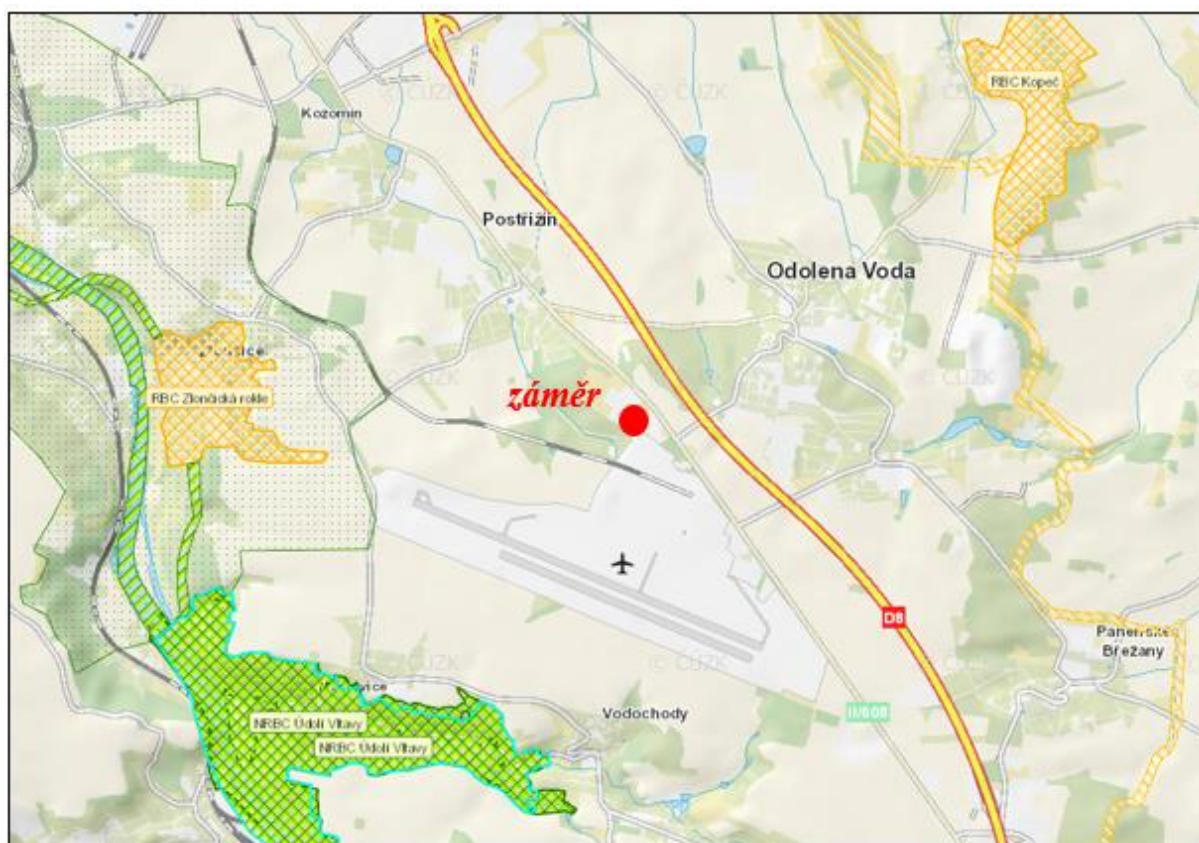 © ČÚZK
© ČÚZK
RBC Kopeč
Kozomín
Postřižín
Odolena Voda
RBC Zlončická rokle
© ČÚZK
záměr
D8
Panenské
Břežany
© ČÚZK
NRBC Údolí Vltavy
NRBC Údolí Vltavy
Vodochody
II/608